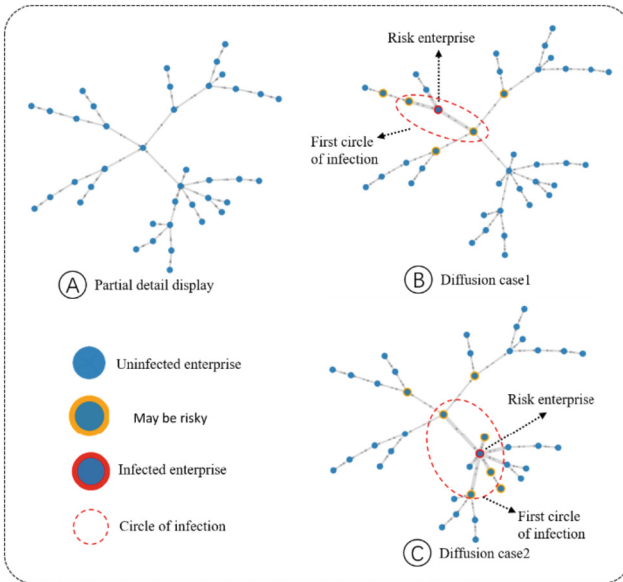 Risk enterprise
First circle
of infection
A Partial detail display
B Diffusion case1
Uninfected enterprise
May be risky
Infected enterprise
Circle of infection
Risk enterprise
First circle
of infection
C Diffusion case2